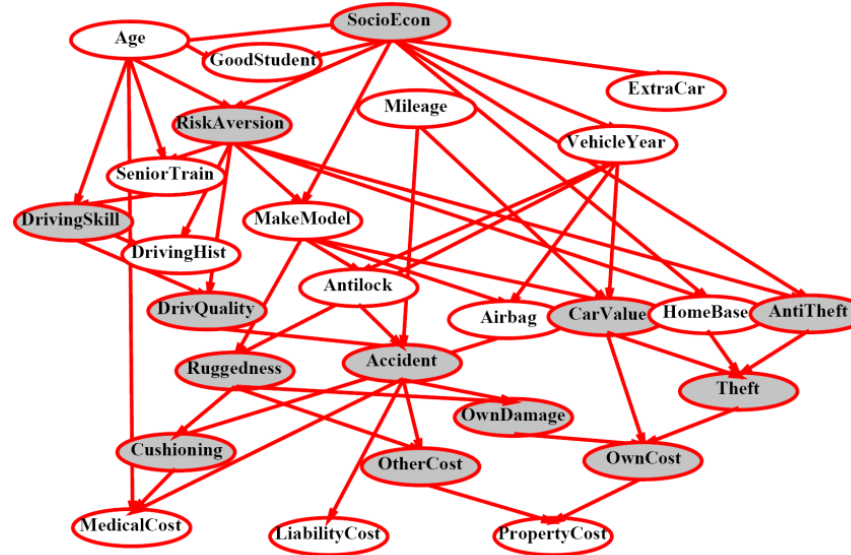 SocioEcon
Age
GoodStudent
ExtraCar
Mileage
RiskAversion
VehicleYear
SeniorTrain
MakeModel
DrivingSkill
DrivingHist
Antilock
DrivQuality
Airbag
CarValue
HomeBase
AntiTheft
Accident
Ruggedness
Theft
OwnDamage
Cushioning
OtherCost
OwnCost
MedicalCost
LiabilityCost
PropertyCost